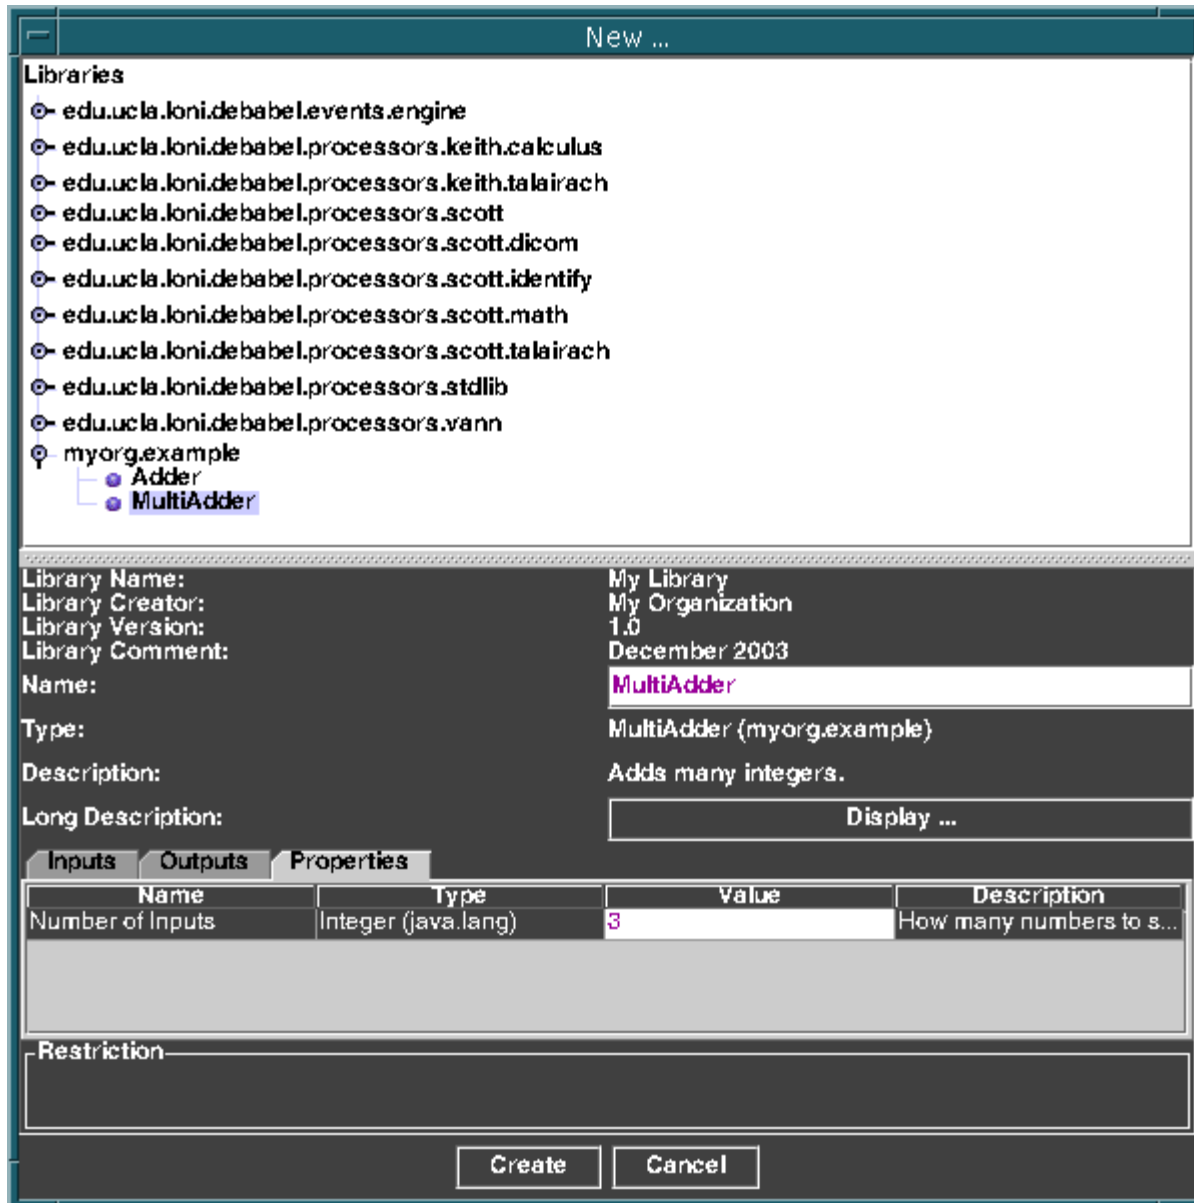 New ...
Libraries
edu.ucla.loni.debabel.events.engine
edu.ucla.loni.debabel.processors.keith.calculus
edu.ucla.loni.debabel.processors.keith.talairach
edu.ucla.loni.debabel.processors.scott
edu.ucla.loni.debabel.processors.scott.dicom
edu.ucla.loni.debabel.processors.scott.identify
edu.ucla.loni.debabel.processors.scott.math
edu.ucla.loni.debabel.processors.scott.talairach
edu.ucla.loni.debabel.processors.stdlib
edu.ucla.loni.debabel.processors.vann
myorg.example
Adder
MultiAdder
Library Name: My Library
Library Creator: My Organization
Library Version: 1.0
Library Comment: December 2003
Name: MultiAdder
Type: MultiAdder (myorg.example)
Description: Adds many integers.
Long Description: Display ...
Inputs Outputs Properties
Name Type Value Description
Number of Inputs Integer (java.lang) 3 How many numbers to s...
Restriction
Create Cancel